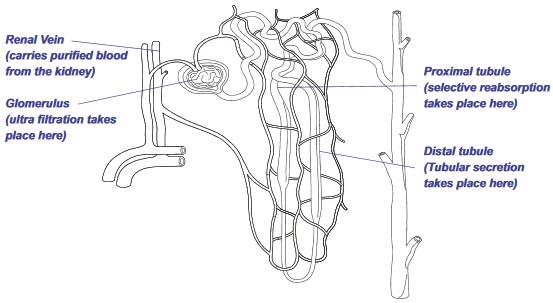 Renal Vein
(carries purified blood
from the kidney)
Glomerulus
(ultra filtration takes
place here)
Proximal tubule
(selective reabsorption
takes place here)
Distal tubule
(Tubular secretion
takes place here)